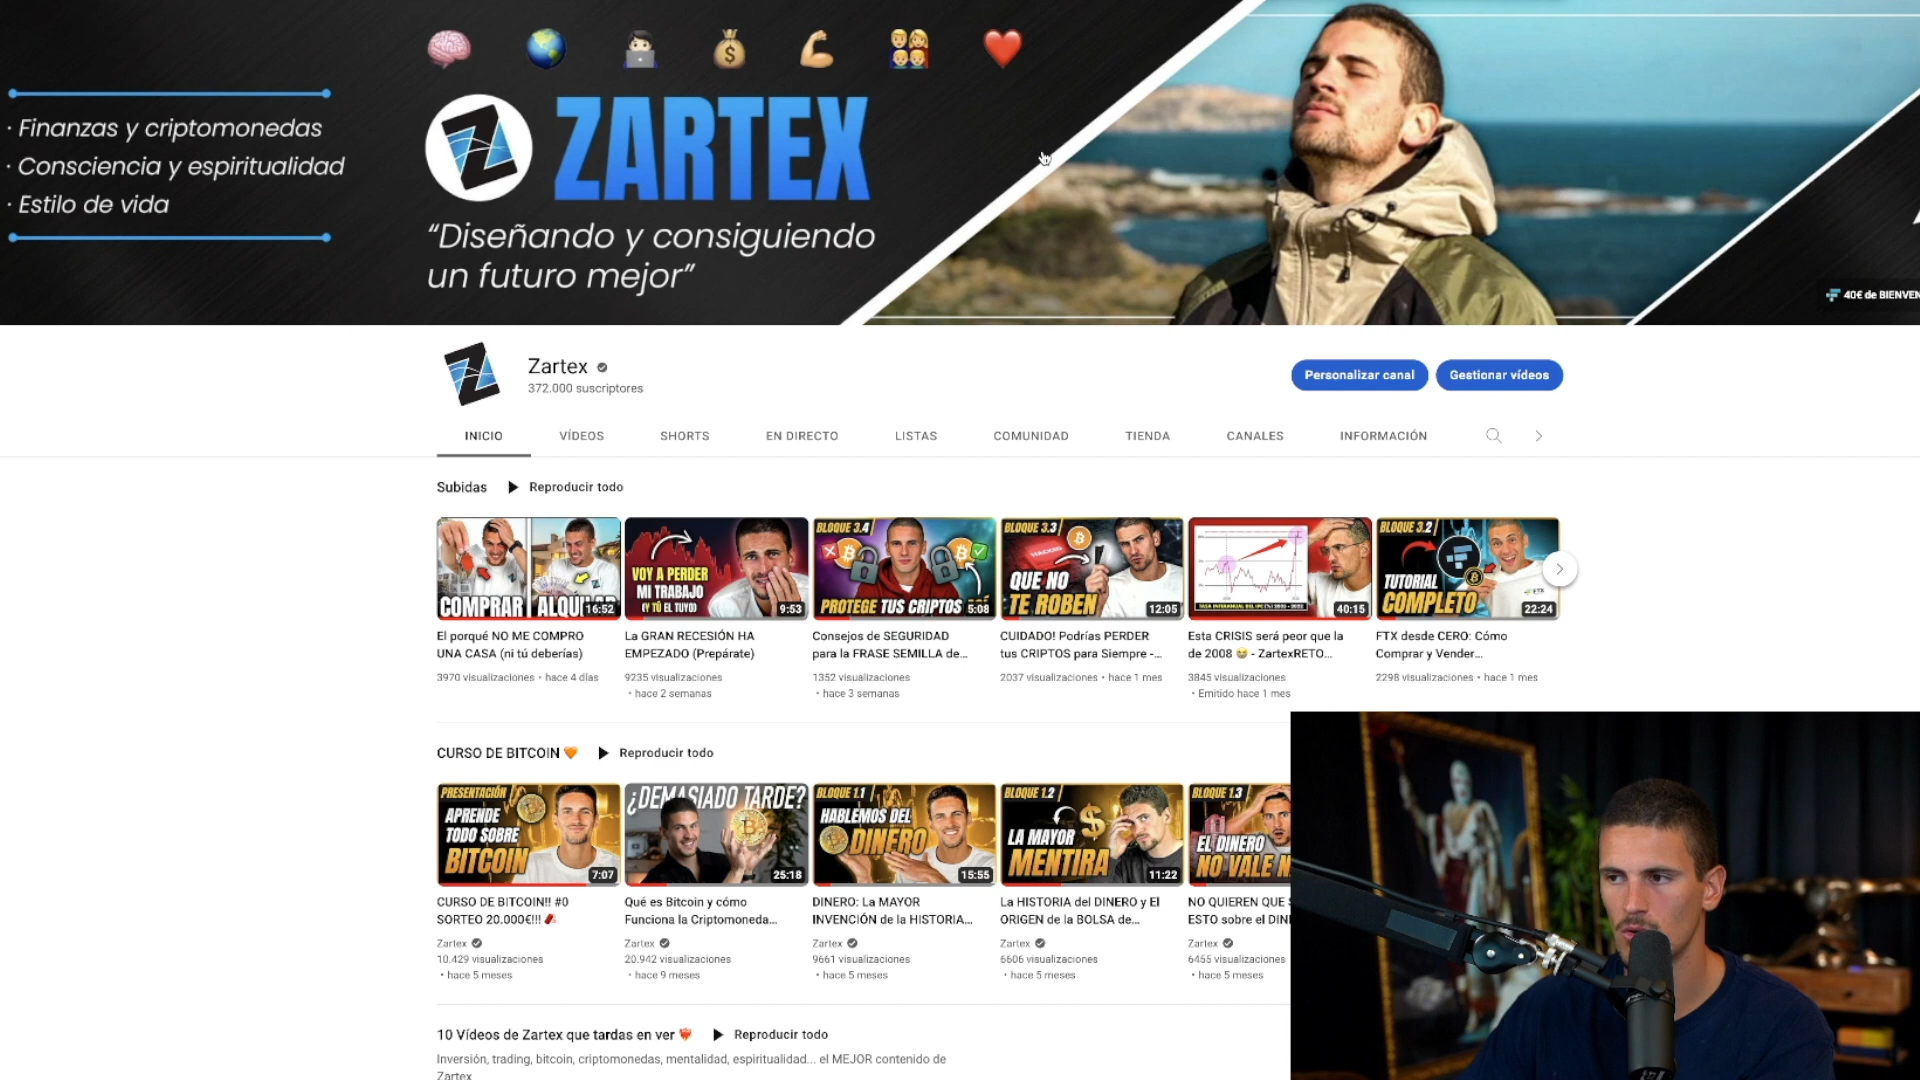 · Finanzas y criptomonedas
· Consciencia y espiritualidad
· Estilo de vida
ZARTEX
“Diseñando y consiguiendo
un futuro mejor”
40€ de BIENVEN
Zartex
372.000 suscriptores
Personalizar canal
Gestionar vídeos
INICIO VÍDEOS SHORTS EN DIRECTO LISTAS COMUNIDAD TIENDA CANALES INFORMACIÓN
Subidas Reproducir todo
COMPRAR ALQUILAR
16:52
VOY A PERDER
MI TRABAJO
(Y TÚ EL TUYO)
9:53
BLOQUE 3.4
PROTEGE TUS CRIPTOS
5:08
BLOQUE 3.3
QUE NO
TE ROBEN
12:05
40:15
BLOQUE 3.2
TUTORIAL
COMPLETO
22:24
El porqué NO ME COMPRO
UNA CASA (ni tú deberías)
3970 visualizaciones • hace 4 días
La GRAN RECESIÓN HA
EMPEZADO (Prepárate)
9235 visualizaciones
• hace 2 semanas
Consejos de SEGURIDAD
para la FRASE SEMILLA de...
1352 visualizaciones
• hace 3 semanas
CUIDADO! Podrías PERDER
tus CRIPTOS para Siempre -...
2037 visualizaciones • hace 1 mes
Esta CRISIS será peor que la
de 2008 😭 - ZartexRETO...
3845 visualizaciones
• Emitido hace 1 mes
FTX desde CERO: Cómo
Comprar y Vender...
2298 visualizaciones • hace 1 mes
CURSO DE BITCOIN 🧡 Reproducir todo
PRESENTACIÓN
APRENDE
TODO SOBRE
BITCOIN
7:07
¿DEMASIADO TARDE?
25:18
BLOQUE 1.1
HABLEMOS DEL
DINERO
15:55
BLOQUE 1.2
LA MAYOR
MENTIRA
11:22
BLOQUE 1.3
EL DINERO
NO VALE N
CURSO DE BITCOIN!! #0
SORTEO 20.000€!!! 🧨
Zartex
10.429 visualizaciones
• hace 5 meses
Qué es Bitcoin y cómo
Funciona la Criptomoneda...
Zartex
20.942 visualizaciones
• hace 9 meses
DINERO: La MAYOR
INVENCIÓN de la HISTORIA...
Zartex
9661 visualizaciones
• hace 5 meses
La HISTORIA del DINERO y El
ORIGEN de la BOLSA de...
Zartex
6606 visualizaciones
• hace 5 meses
NO QUIEREN QUE S
ESTO sobre el DIN
Zartex
6455 visualizaciones
• hace 5 meses
10 Vídeos de Zartex que tardas en ver ❤️‍🔥 Reproducir todo
Inversión, trading, bitcoin, criptomonedas, mentalidad, espiritualidad... el MEJOR contenido de
Zartex